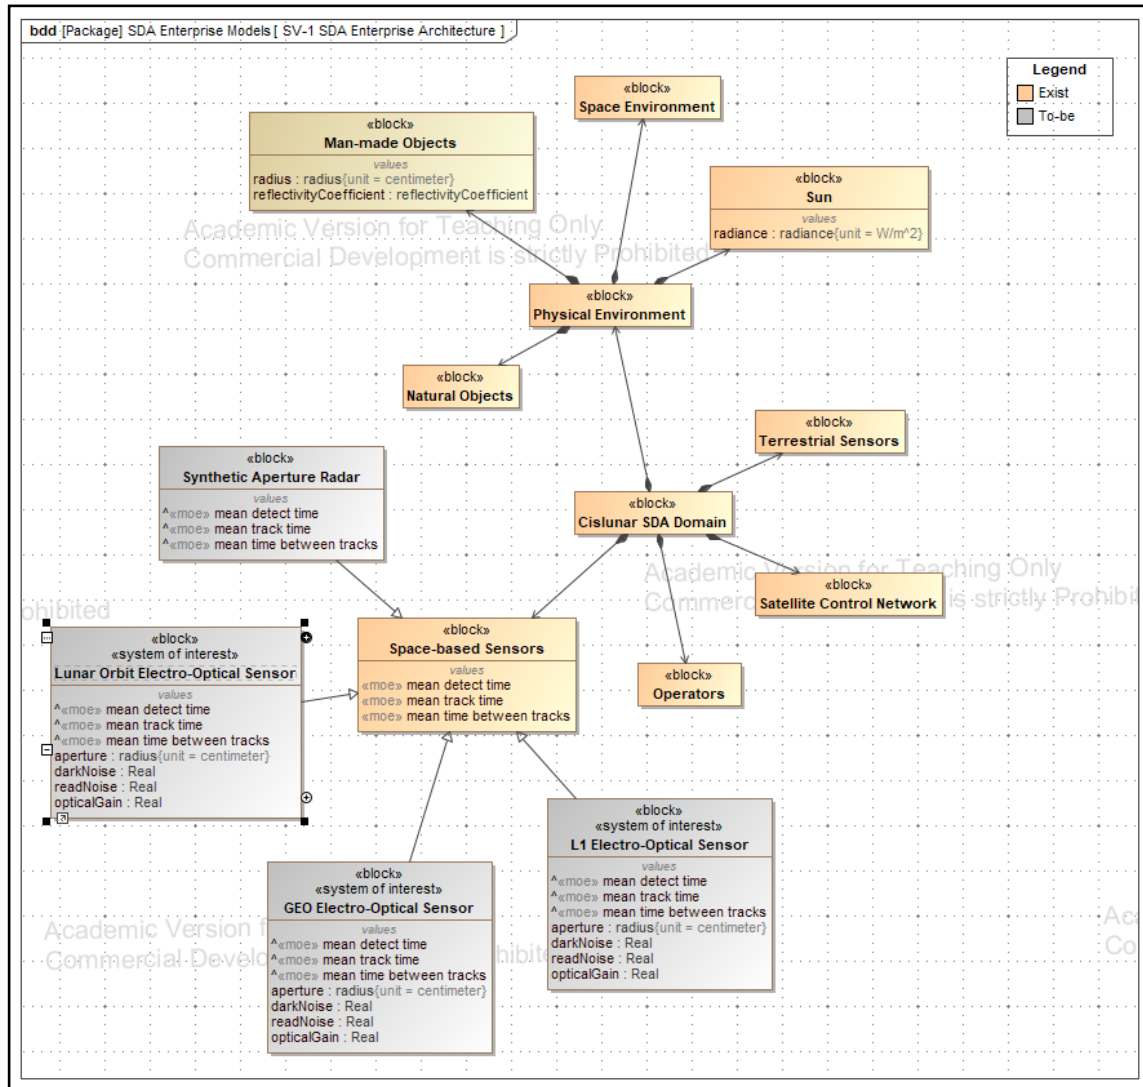 bdd [Package] SDA Enterprise Models [ SV-1 SDA Enterprise Architecture ]
Legend
Exist
To-be
«block»
Space Environment
«block»
Man-made Objects
values
radius : radius{unit = centimeter}
reflectivityCoefficient : reflectivityCoefficient
«block»
Sun
values
radiance : radiance{unit = W/m^2}
Academic Version for Teaching Only
Commercial Development is strictly Prohibited
«block»
Physical Environment
«block»
Natural Objects
«block»
Terrestrial Sensors
«block»
Synthetic Aperture Radar
values
^«moe» mean detect time
^«moe» mean track time
^«moe» mean time between tracks
«block»
Cislunar SDA Domain
Academic Version for Teaching Only
«block»
Satellite Control Network
is strictly Prohibit
ohibited
«block»
«system of interest»
Lunar Orbit Electro-Optical Sensor
values
^«moe» mean detect time
^«moe» mean track time
^«moe» mean time between tracks
aperture : radius{unit = centimeter}
darkNoise : Real
readNoise : Real
opticalGain : Real
«block»
Space-based Sensors
values
«moe» mean detect time
«moe» mean track time
«moe» mean time between tracks
«block»
Operators
«block»
«system of interest»
L1 Electro-Optical Sensor
values
^«moe» mean detect time
^«moe» mean track time
^«moe» mean time between tracks
aperture : radius{unit = centimeter}
darkNoise : Real
readNoise : Real
opticalGain : Real
«block»
«system of interest»
GEO Electro-Optical Sensor
values
^«moe» mean detect time
^«moe» mean track time
^«moe» mean time between tracks
aperture : radius{unit = centimeter}
darkNoise : Real
readNoise : Real
opticalGain : Real
Academic Version f
Commercial Develo
hibite
Aca
Co